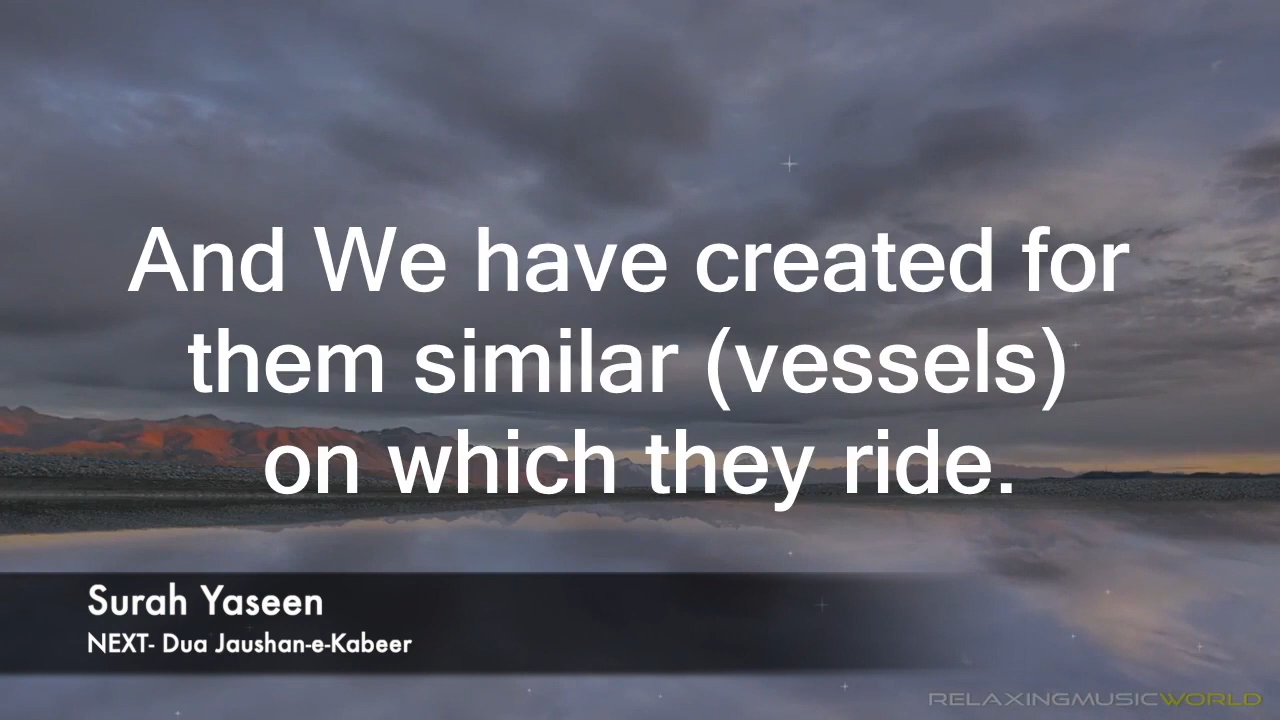 And We have created for
them similar (vessels)
on which they ride.
Surah Yaseen
NEXT- Dua Jaushan-e-Kabeer
RELAXINGMUSICWORLD